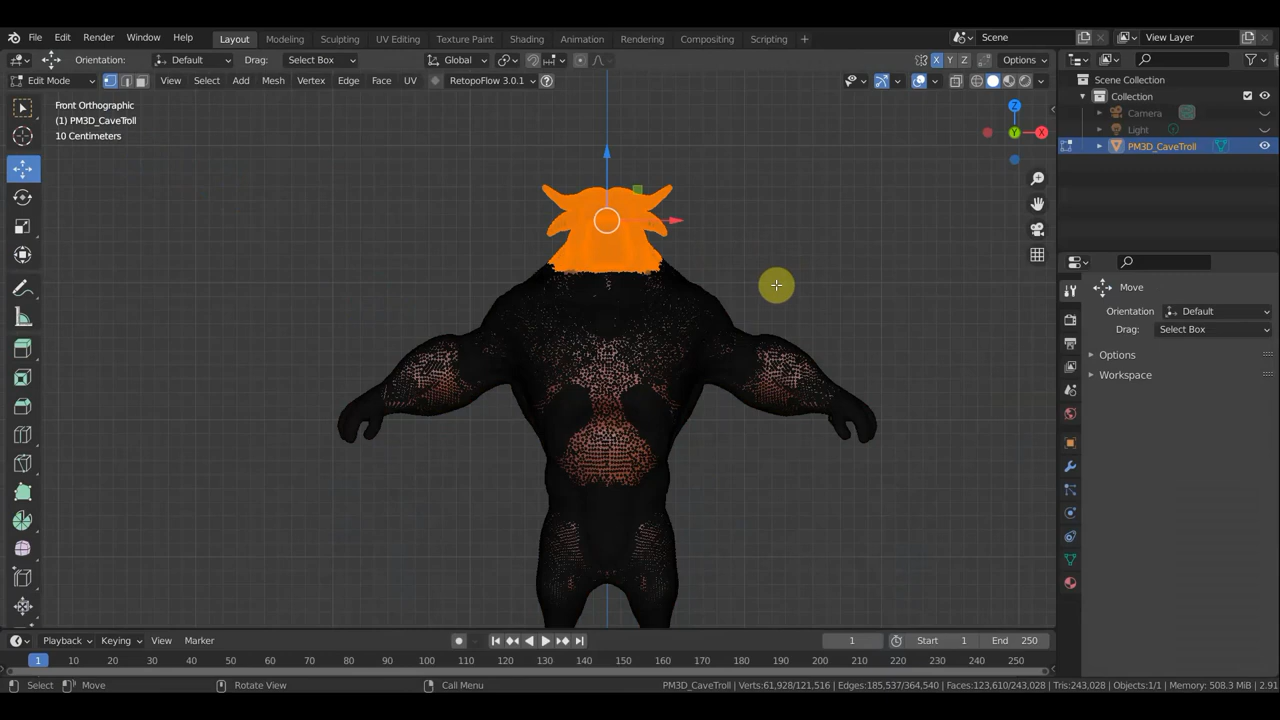 File Edit Render Window Help Layout Modeling Sculpting UV Editing Texture Paint Shading Animation Rendering Compositing Scripting + Scene View Layer
Orientation: Default Drag: Select Box Global X Y Z Options
Edit Mode View Select Add Mesh Vertex Edge Face UV RetopoFlow 3.0.1 ?
Front Orthographic
(1) PM3D_CaveTroll
10 Centimeters
Z
X
Y
Scene Collection
Collection
Camera
Light
PM3D_CaveTroll
Move
Orientation Default
Drag: Select Box
Options
Workspace
Playback Keying View Marker 1 Start 1 End 250
1 10 20 30 40 50 60 70 80 90 100 110 120 130 140 150 160 170 180 190 200 210 220 230 240 250
Select Move Rotate View Call Menu PM3D_CaveTroll | Verts:61,928/121,516 | Edges:185,537/364,540 | Faces:123,610/243,028 | Tris:243,028 | Objects:1/1 | Memory: 508.3 MiB | 2.91